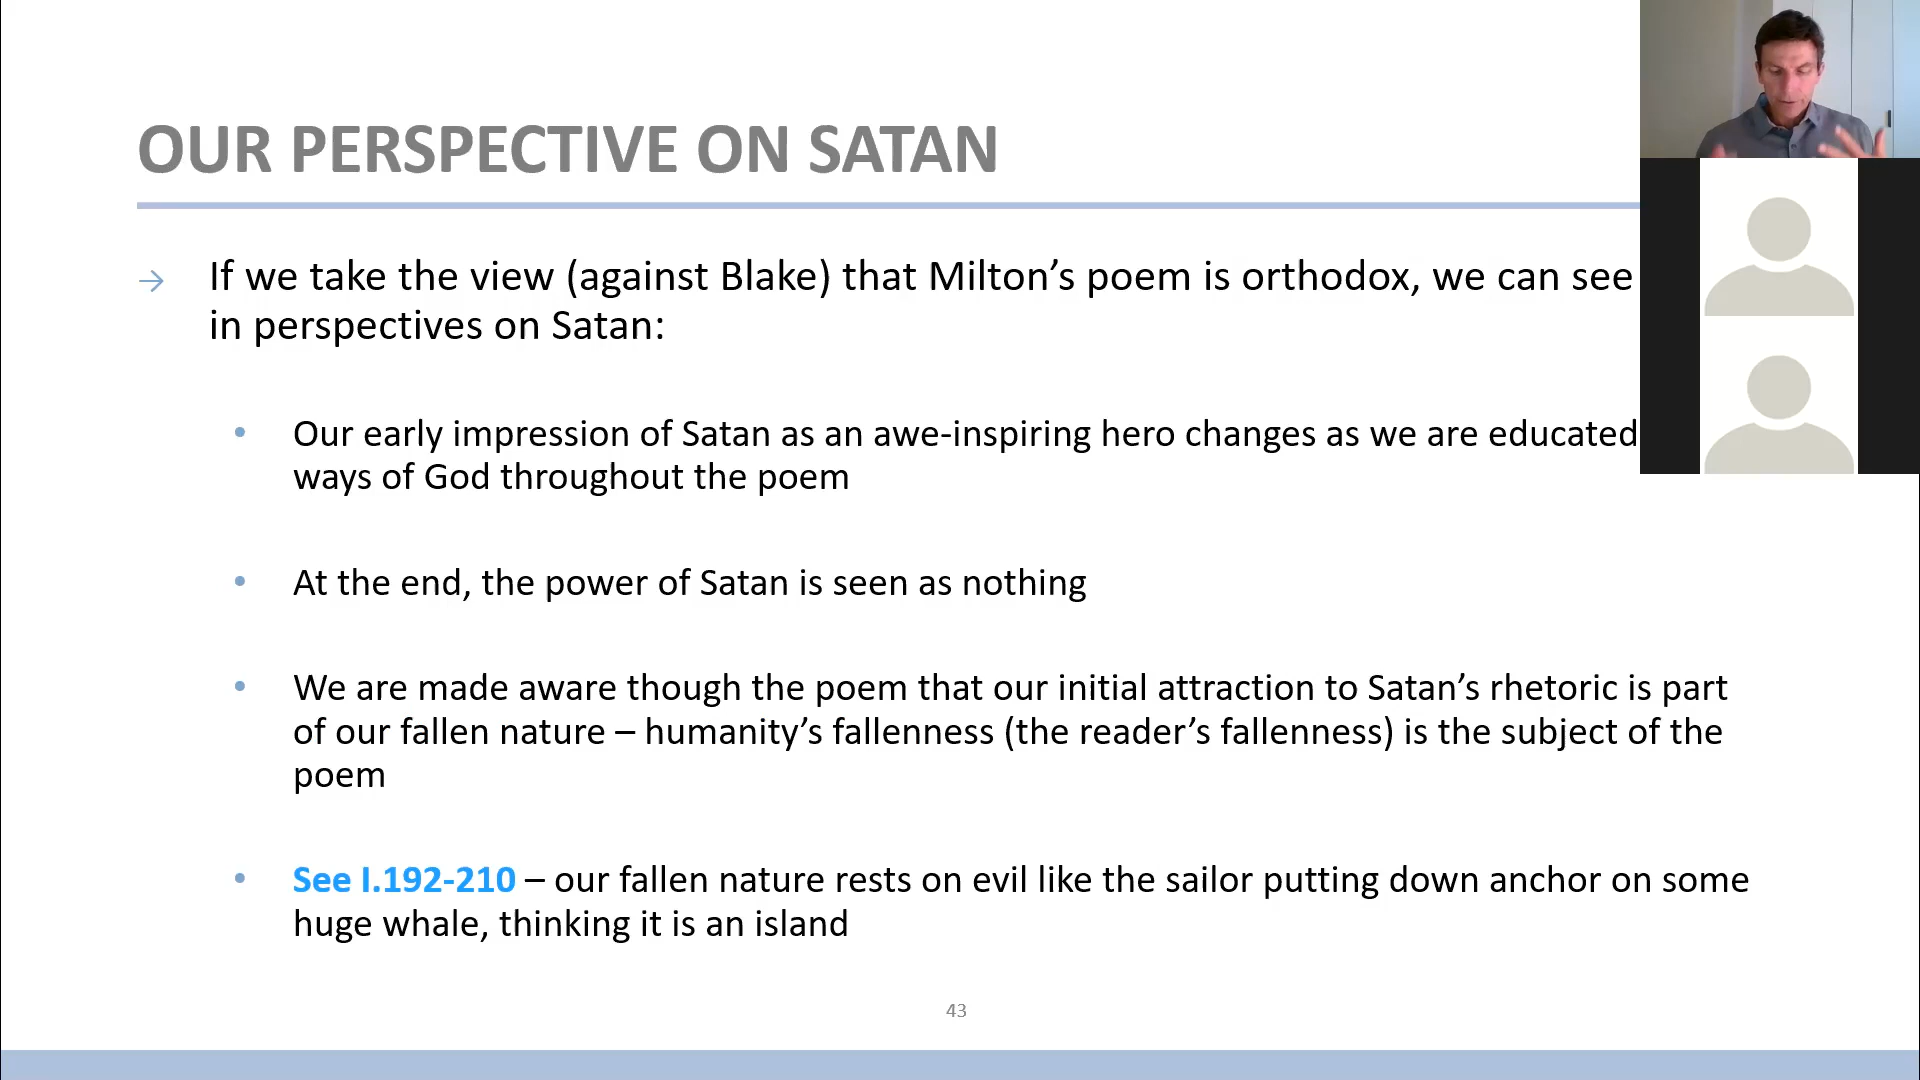 OUR PERSPECTIVE ON SATAN
→ If we take the view (against Blake) that Milton’s poem is orthodox, we can see
in perspectives on Satan:
• Our early impression of Satan as an awe-inspiring hero changes as we are educated
ways of God throughout the poem
• At the end, the power of Satan is seen as nothing
• We are made aware though the poem that our initial attraction to Satan’s rhetoric is part
of our fallen nature – humanity’s fallenness (the reader’s fallenness) is the subject of the
poem
• See I.192-210 – our fallen nature rests on evil like the sailor putting down anchor on some
huge whale, thinking it is an island
43